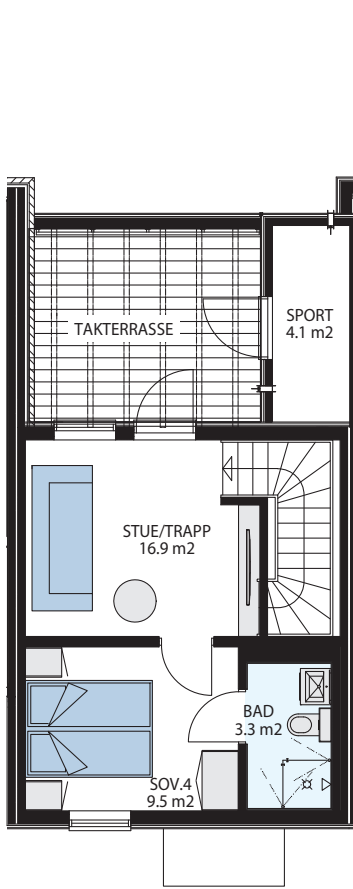 SPORT
4.1 m2
TAKTERRASSE
STUE/TRAPP
16.9 m2
BAD
3.3 m2
SOV.4
9.5 m2